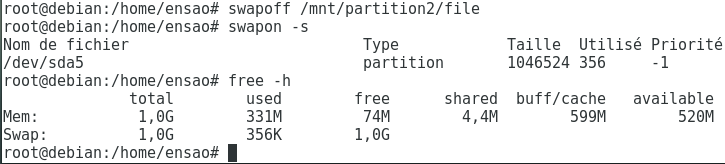 root@debian:/home/ensao# swapoff /mnt/partition2/file
root@debian:/home/ensao# swapon -s
Nom de fichier Type Taille Utilisé Priorité
/dev/sda5 partition 1046524 356 -1
root@debian:/home/ensao# free -h
total used free shared buff/cache available
Mem: 1,0G 331M 74M 4,4M 599M 520M
Swap: 1,0G 356K 1,0G
root@debian:/home/ensao#